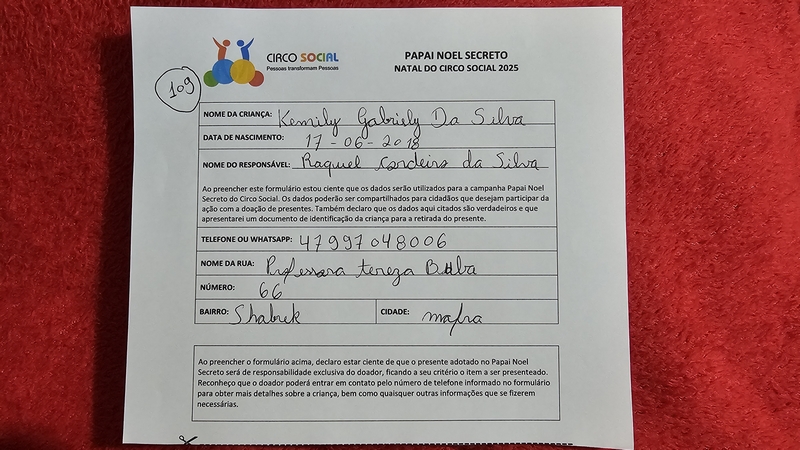 CIRCO SOCIAL
Pessoas transformam Pessoas
PAPAI NOEL SECRETO
NATAL DO CIRCO SOCIAL 2025
109
NOME DA CRIANÇA: Kemily Gabriely Da Silva
DATA DE NASCIMENTO: 17-06-2018
NOME DO RESPONSÁVEL: Raquel Cordeiro da Silva
Ao preencher este formulário estou ciente que os dados serão utilizados para a campanha Papai Noel
Secreto do Circo Social. Os dados poderão ser compartilhados para cidadãos que desejam participar da
ação com a doação de presentes. Também declaro que os dados aqui citados são verdadeiros e que
apresentarei um documento de identificação da criança para a retirada do presente.
TELEFONE OU WHATSAPP: 47997048006
NOME DA RUA: Professora tereza
NÚMERO: 66
BAIRRO: Shabrek CIDADE: mafra
Ao preencher o formulário acima, declaro estar ciente de que o presente adotado no Papai Noel
Secreto será de responsabilidade exclusiva do doador, ficando a seu critério o item a ser presenteado.
Reconheço que o doador poderá entrar em contato pelo número de telefone informado no formulário
para obter mais detalhes sobre a criança, bem como quaisquer outras informações que se fizerem
necessárias.